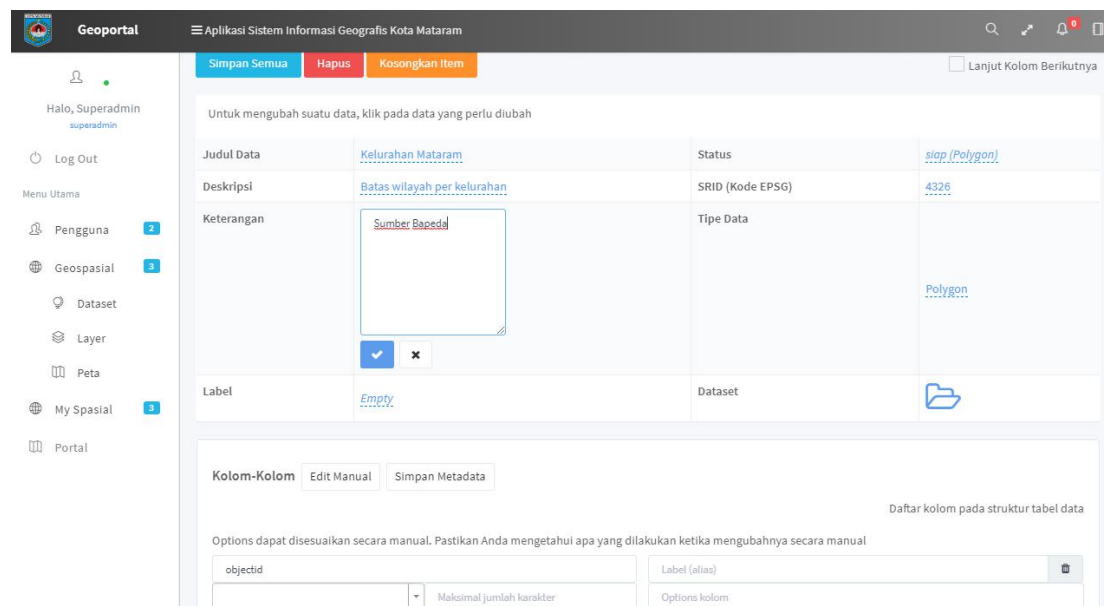 Geoportal
Aplikasi Sistem Informasi Geografis Kota Mataram
0
Halo, Superadmin
superadmin
Log Out
Menu Utama
Pengguna 2
Geospasial 3
Dataset
Layer
Peta
My Spasial 3
Portal
Simpan Semua Hapus Kosongkan Item
Lanjut Kolom Berikutnya
Untuk mengubah suatu data, klik pada data yang perlu diubah
Judul Data Kelurahan Mataram Status siap (Polygon)
Deskripsi Batas wilayah per kelurahan SRID (Kode EPSG) 4326
Keterangan Sumber Bapeda Tipe Data
Polygon
Label Empty Dataset
Kolom-Kolom Edit Manual Simpan Metadata
Daftar kolom pada struktur tabel data
Options dapat disesuaikan secara manual. Pastikan Anda mengetahui apa yang dilakukan ketika mengubahnya secara manual
objectid Label (alias)
Maksimal jumlah karakter Options kolom